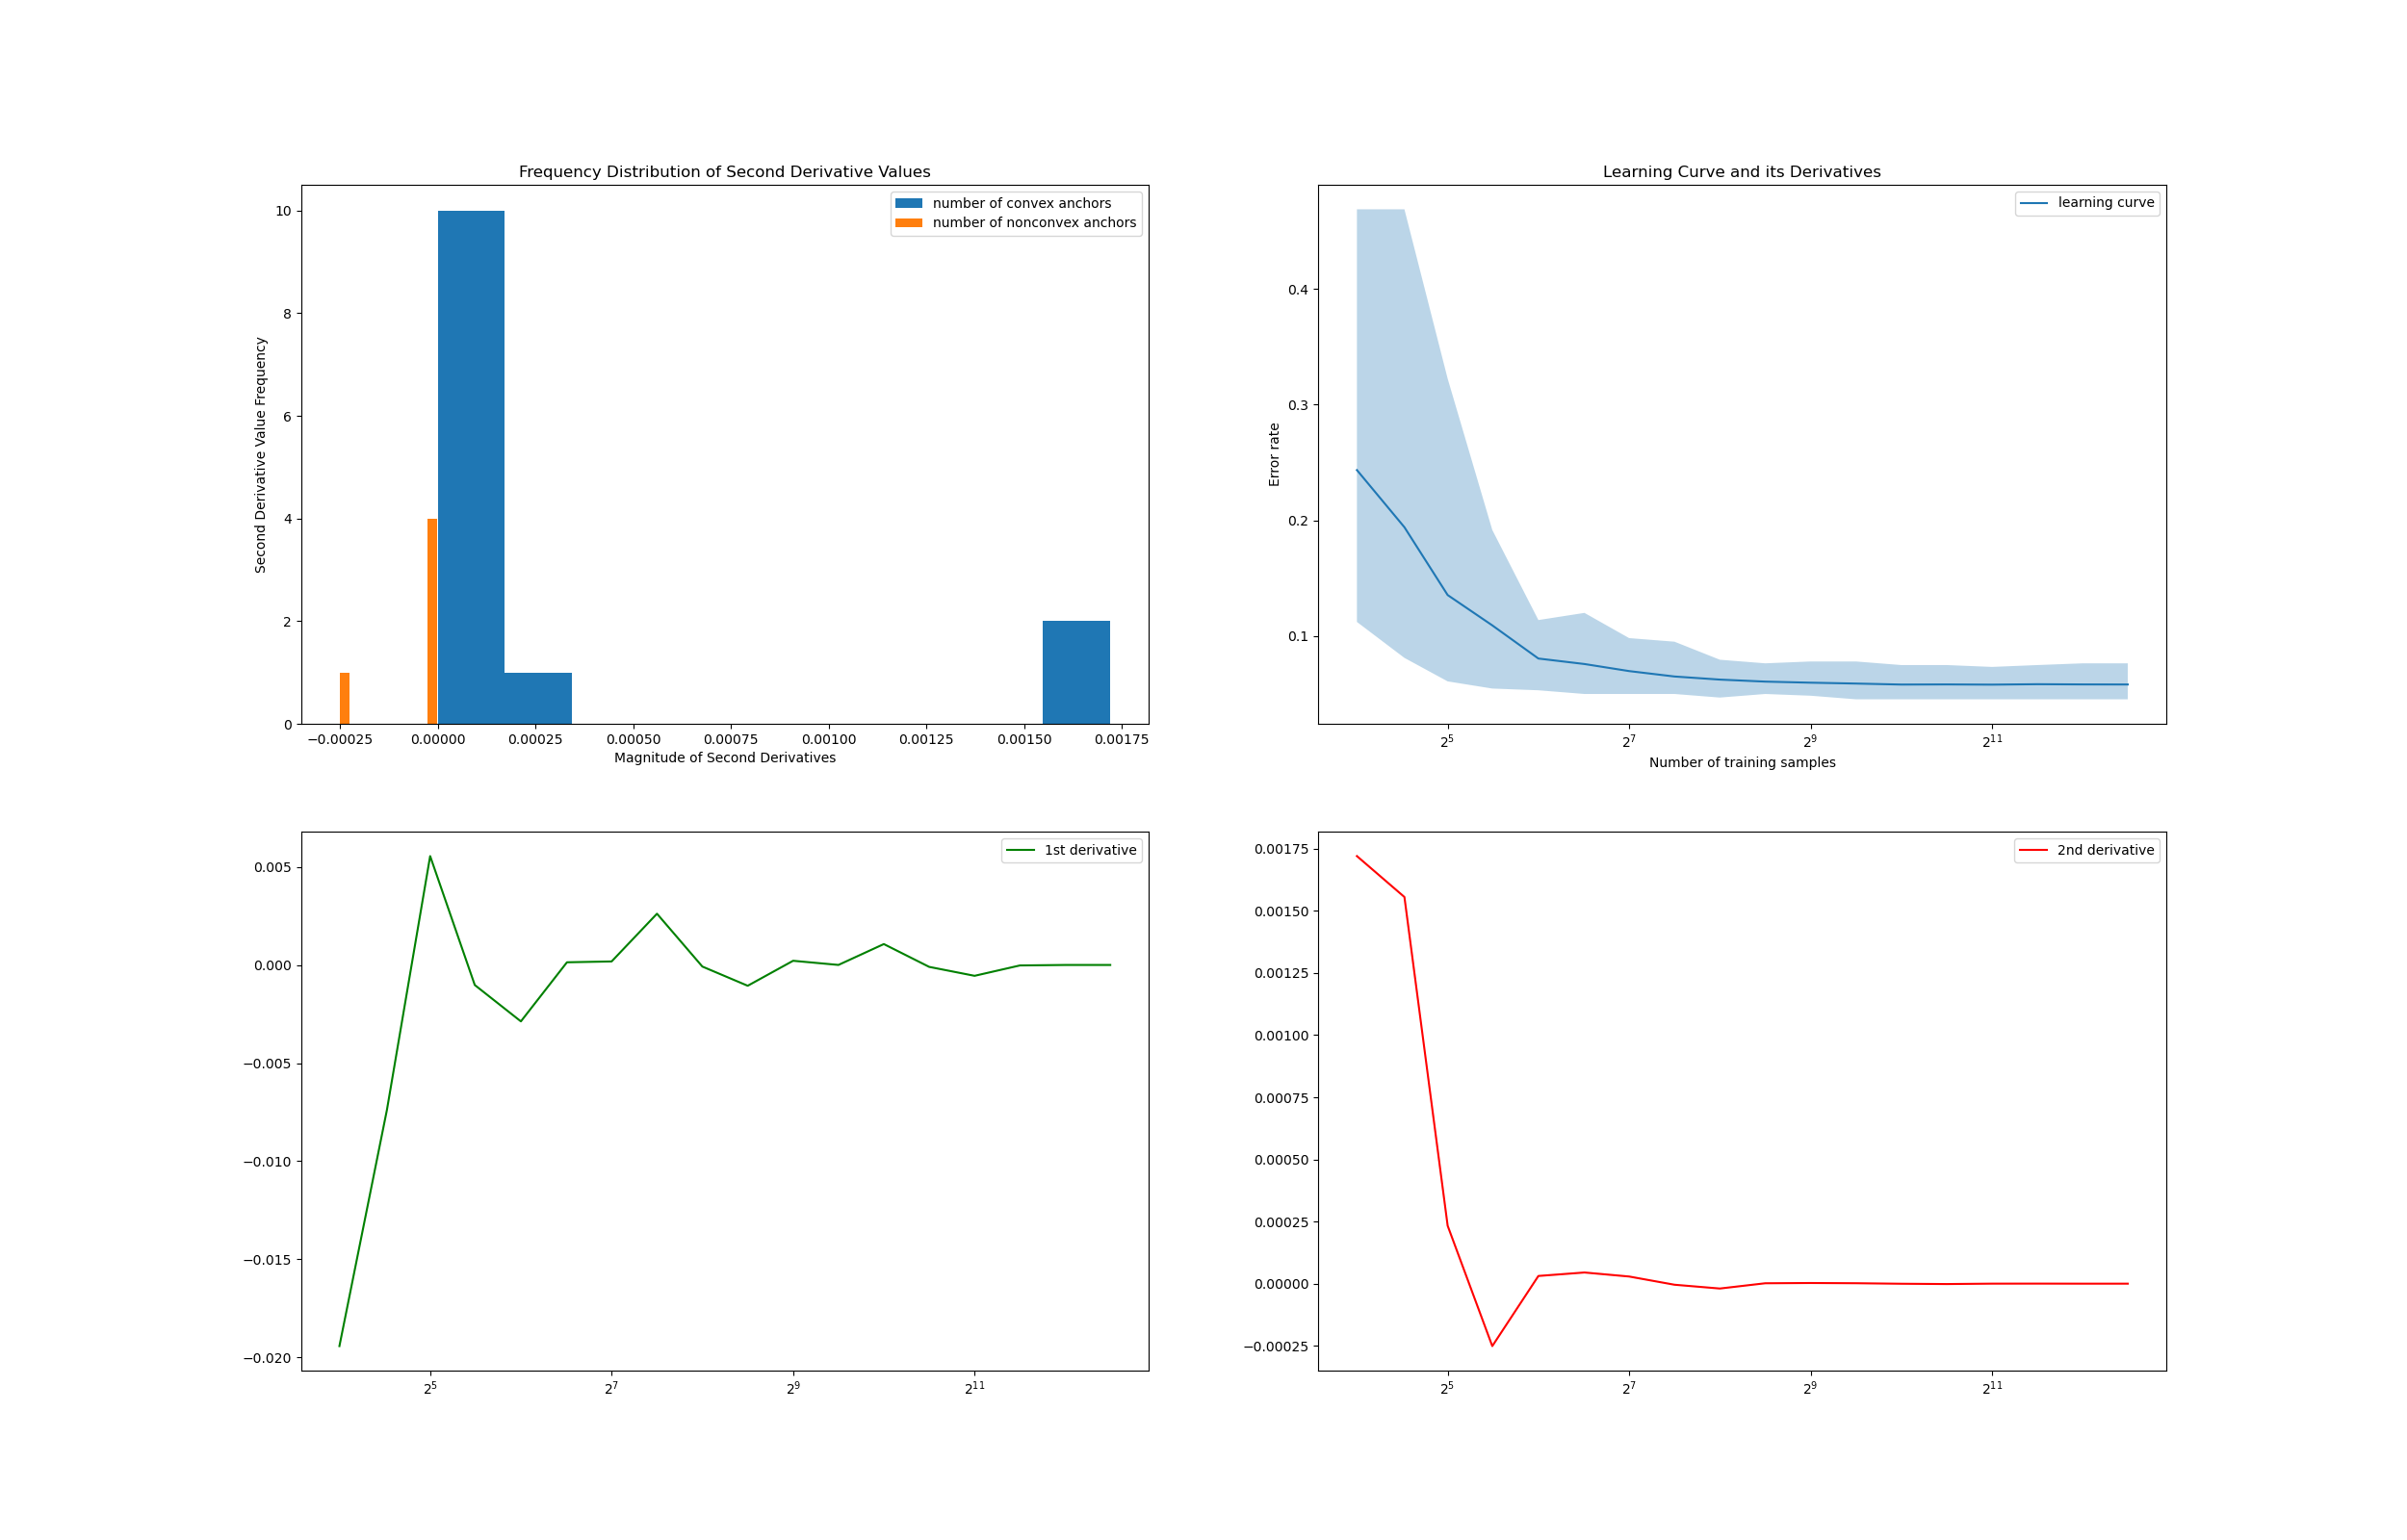 Frequency Distribution of Second Derivative Values
number of convex anchors
number of nonconvex anchors
10
8
6
4
2
0
Second Derivative Value Frequency
−0.00025 0.00000 0.00025 0.00050 0.00075 0.00100 0.00125 0.00150 0.00175
Magnitude of Second Derivatives
Learning Curve and its Derivatives
learning curve
0.4
0.3
0.2
0.1
Error rate
2^5 2^7 2^9 2^11
Number of training samples
1st derivative
0.005
0.000
−0.005
−0.010
−0.015
−0.020
2^5 2^7 2^9 2^11
2nd derivative
0.00175
0.00150
0.00125
0.00100
0.00075
0.00050
0.00025
0.00000
−0.00025
2^5 2^7 2^9 2^11